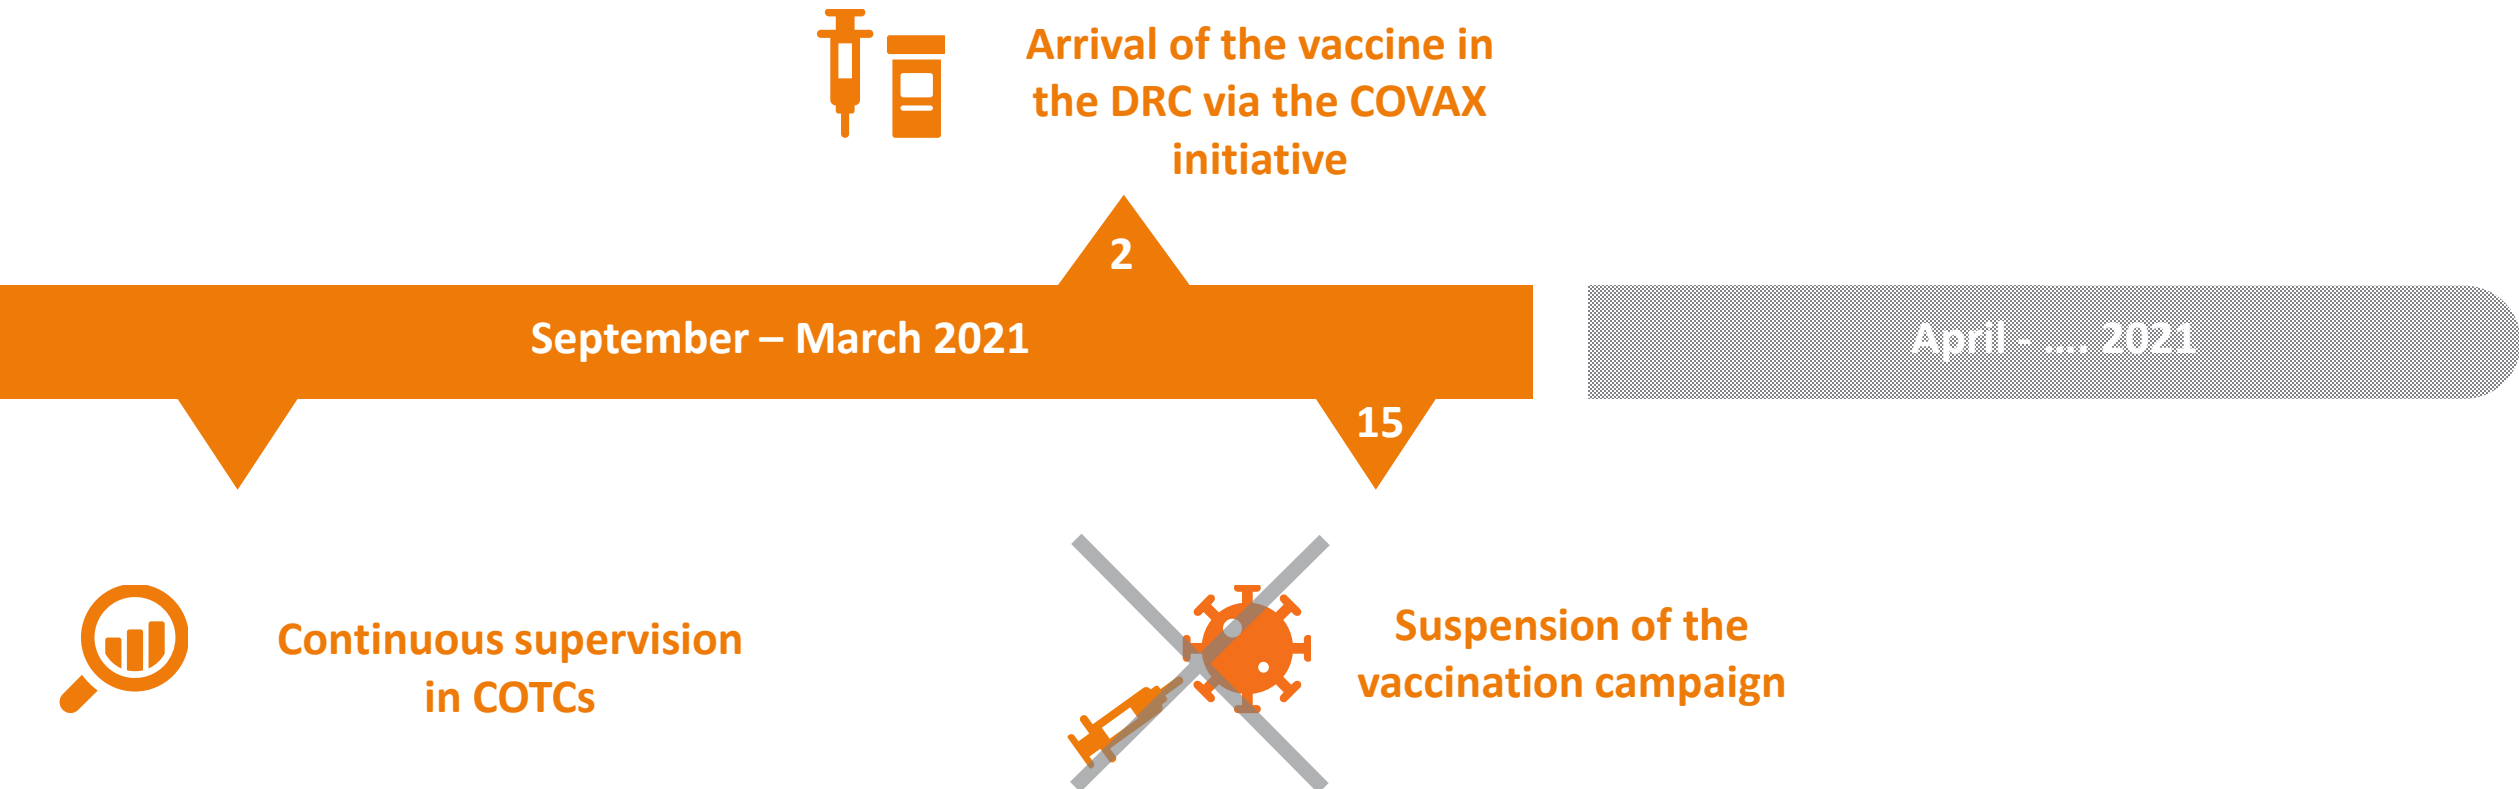 Arrival of the vaccine in
the DRC via the COVAX
initiative
2
September – March 2021
April - .... 2021
15
Continuous supervision
in COTCs
Suspension of the
vaccination campaign